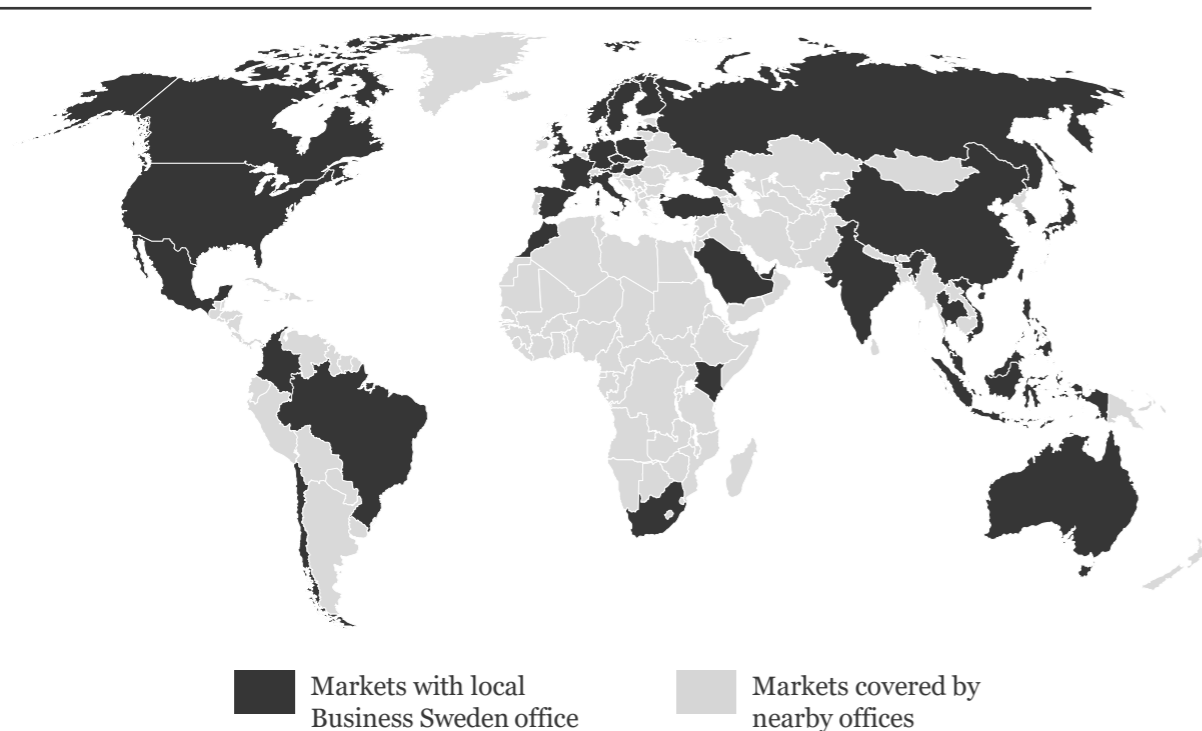 Markets with local
Business Sweden office
Markets covered by
nearby offices